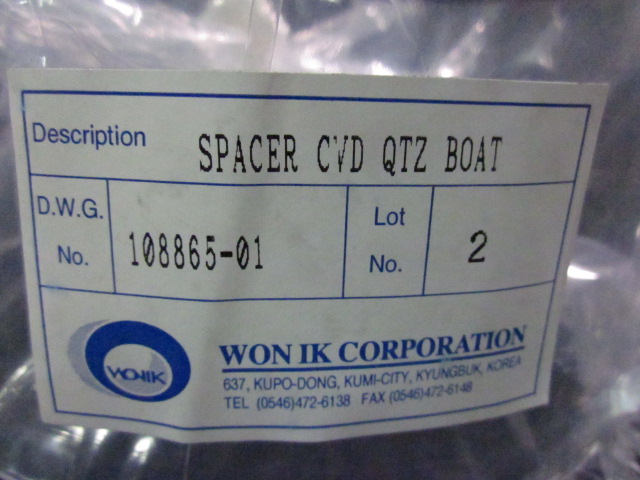 Description SPACER CVD QTZ BOAT
D.W.G. No. 108865-01 Lot No. 2
WONIK
WON IK CORPORATION
637, KUPO-DONG, KUMI-CITY, KYUNGBUK, KOREA
TEL (0546)472-6138 FAX (0546)472-6148